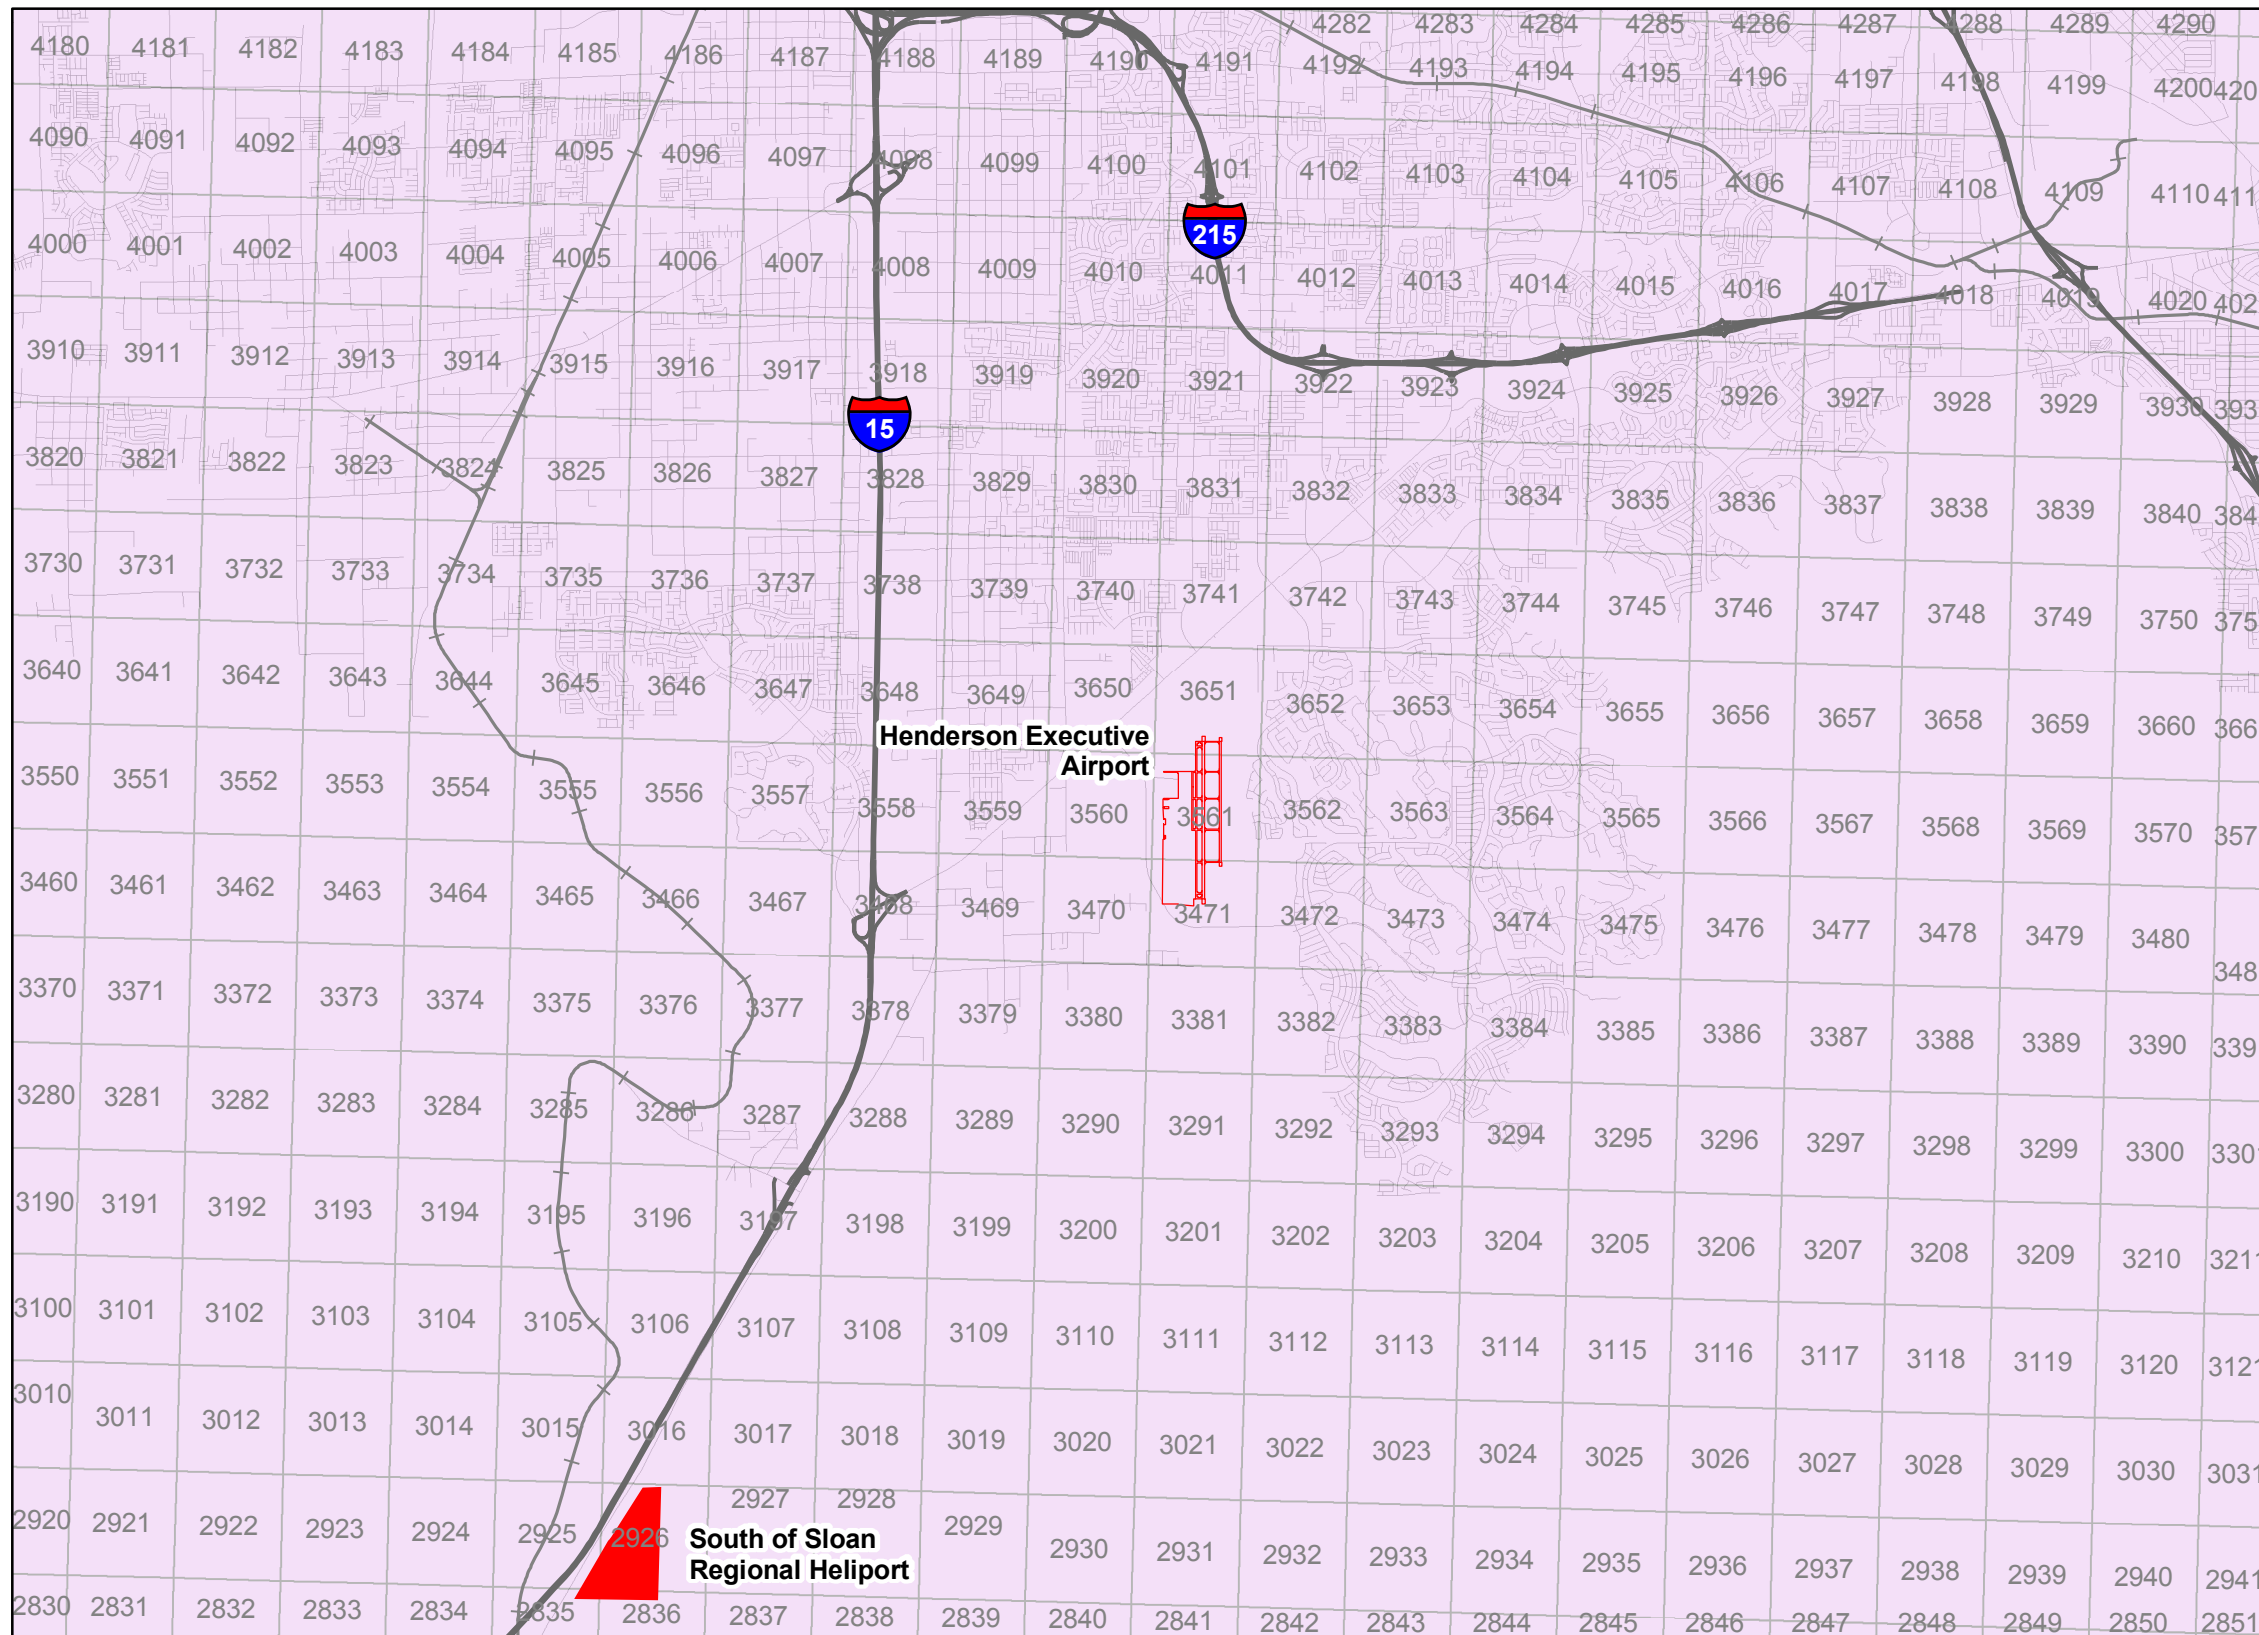 4282 4283 4284 4285 4286 4287 4288 4289 4290
4180 4181 4182 4183 4184 4185 4186 4187 4188 4189 4190 4191 4192 4193 4194 4195 4196 4197 4198 4199 4200 420
4090 4091 4092 4093 4094 4095 4096 4097 4098 4099 4100 4101 4102 4103 4104 4105 4106 4107 4108 4109 4110 411
215
4000 4001 4002 4003 4004 4005 4006 4007 4008 4009 4010 4011 4012 4013 4014 4015 4016 4017 4018 4019 4020 402
3910 3911 3912 3913 3914 3915 3916 3917 3918 3919 3920 3921 3922 3923 3924 3925 3926 3927 3928 3929 3930 393
15
3820 3821 3822 3823 3824 3825 3826 3827 3828 3829 3830 3831 3832 3833 3834 3835 3836 3837 3838 3839 3840 384
3730 3731 3732 3733 3734 3735 3736 3737 3738 3739 3740 3741 3742 3743 3744 3745 3746 3747 3748 3749 3750 375
3640 3641 3642 3643 3644 3645 3646 3647 3648 3649 3650 3651 3652 3653 3654 3655 3656 3657 3658 3659 3660 366
Henderson Executive
Airport
3550 3551 3552 3553 3554 3555 3556 3557 3558 3559 3560 3561 3562 3563 3564 3565 3566 3567 3568 3569 3570 357
3460 3461 3462 3463 3464 3465 3466 3467 3468 3469 3470 3471 3472 3473 3474 3475 3476 3477 3478 3479 3480 348
3370 3371 3372 3373 3374 3375 3376 3377 3378 3379 3380 3381 3382 3383 3384 3385 3386 3387 3388 3389 3390 339
3280 3281 3282 3283 3284 3285 3286 3287 3288 3289 3290 3291 3292 3293 3294 3295 3296 3297 3298 3299 3300 3301
3190 3191 3192 3193 3194 3195 3196 3197 3198 3199 3200 3201 3202 3203 3204 3205 3206 3207 3208 3209 3210 3211
3100 3101 3102 3103 3104 3105 3106 3107 3108 3109 3110 3111 3112 3113 3114 3115 3116 3117 3118 3119 3120 3121
3010 3011 3012 3013 3014 3015 3016 3017 3018 3019 3020 3021 3022 3023 3024 3025 3026 3027 3028 3029 3030 3031
2920 2921 2922 2923 2924 2925 2926 2927 2928 2929 2930 2931 2932 2933 2934 2935 2936 2937 2938 2939 2940 2941
South of Sloan
Regional Heliport
2830 2831 2832 2833 2834 2835 2836 2837 2838 2839 2840 2841 2842 2843 2844 2845 2846 2847 2848 2849 2850 2851